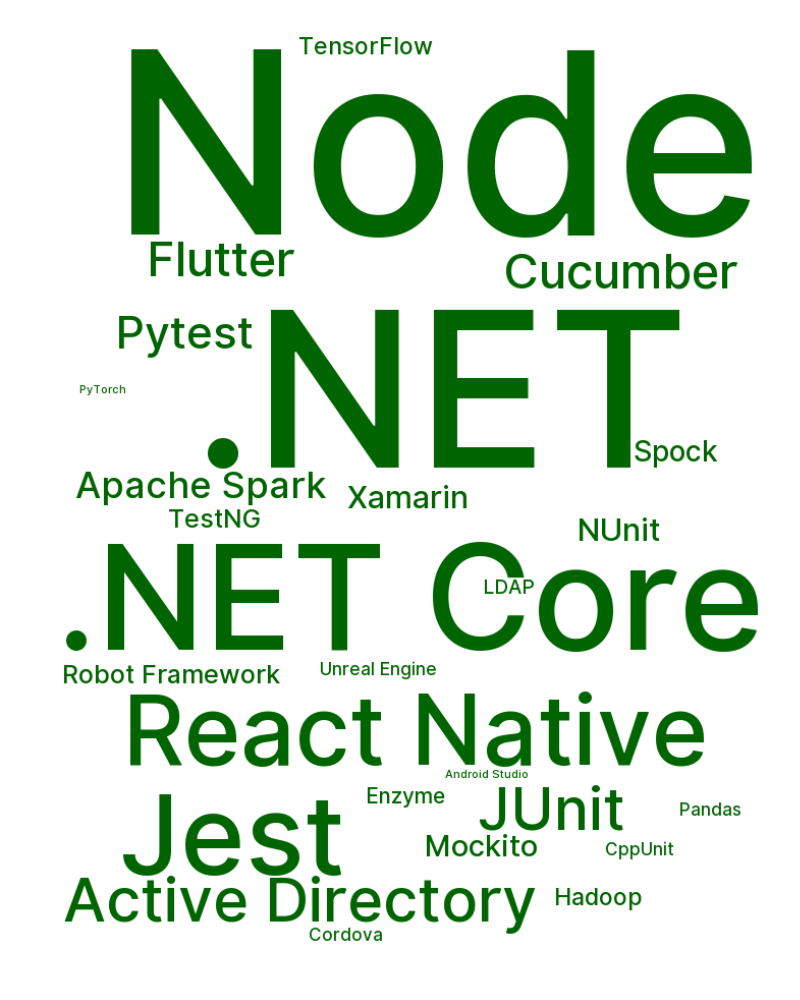 TensorFlow
Node
Flutter
Cucumber
Pytest
.NET
PyTorch
Spock
Apache Spark
Xamarin
TestNG
NUnit
.NET Core
LDAP
Robot Framework
Unreal Engine
React Native
Android Studio
Enzyme
JUnit
Pandas
Jest
Mockito
CppUnit
Active Directory
Hadoop
Cordova